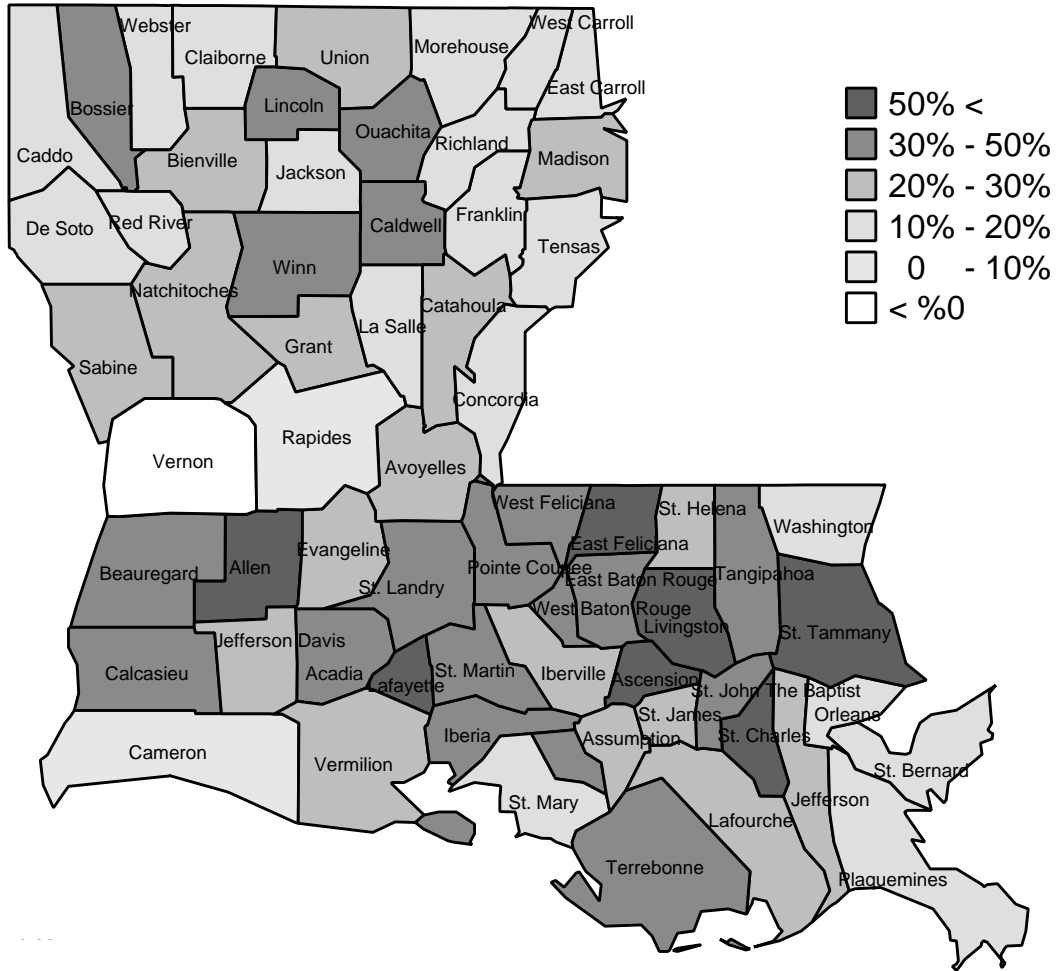 Webster
West Carroll
Claiborne
Union
Morehouse
East Carroll
Bossier
Lincoln
Ouachita
Richland
Caddo
Bienville
Jackson
Madison
De Soto
Red River
Caldwell
Franklin
Tensas
Winn
Natchitoches
Catahoula
La Salle
Grant
Sabine
Concordia
Rapides
Vernon
Avoyelles
50% <
30% - 50%
20% - 30%
10% - 20%
0 - 10%
< %0
West Feliciana
St. Helena
Washington
East Feliciana
Evangeline
Beauregard
Allen
St. Landry
Pointe Coupee
East Baton Rouge
Tangipahoa
West Baton Rouge
Livingston
St. Tammany
Jefferson Davis
Calcasieu
Acadia
Lafayette
St. Martin
Iberville
Ascension
St. John The Baptist
St. James
Orleans
Cameron
Vermilion
Iberia
Assumption
St. Charles
St. Bernard
St. Mary
Jefferson
Lafourche
Terrebonne
Plaquemines